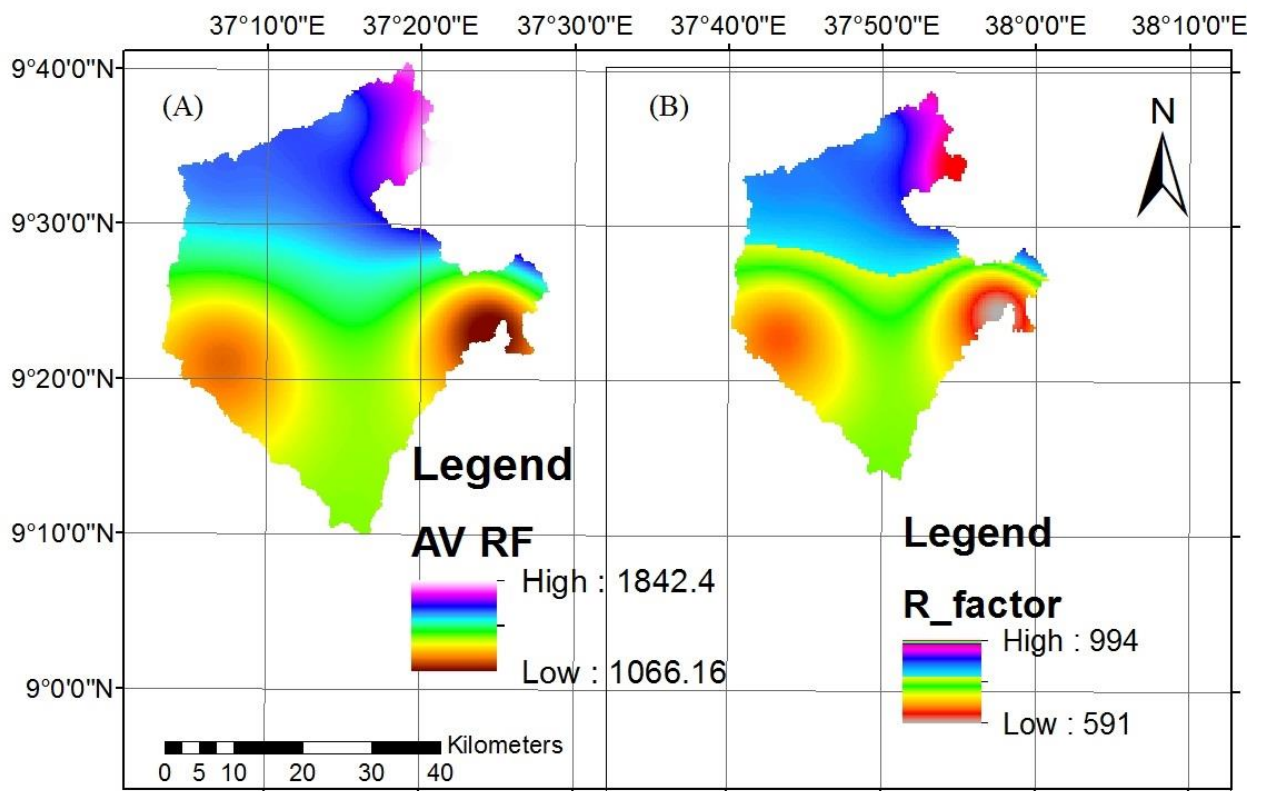 37°10'0"E 37°20'0"E 37°30'0"E 37°40'0"E 37°50'0"E 38°0'0"E 38°10'0"E
9°40'0"N
(A) (B) N
9°30'0"N
9°20'0"N
Legend
9°10'0"N
Legend
AV RF
High : 1842.4
R_factor
High : 994
Low : 1066.16
9°0'0"N
Low : 591
Kilometers
0 5 10 20 30 40